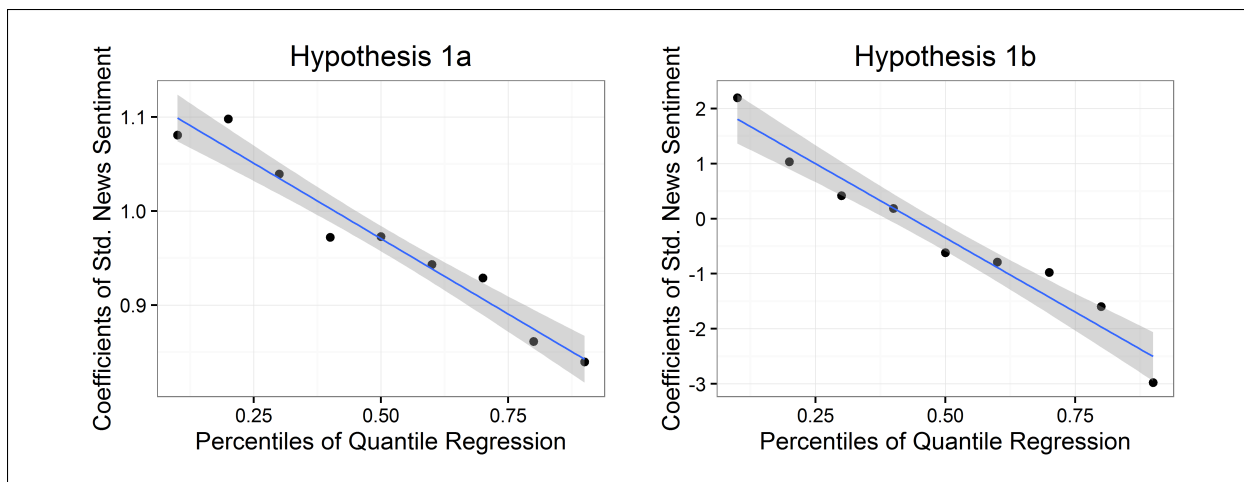 Hypothesis 1a
Coefficients of Std. News Sentiment
1.1
1.0
0.9
0.25 0.50 0.75
Percentiles of Quantile Regression
Hypothesis 1b
Coefficients of Std. News Sentiment
2
1
0
-1
-2
-3
0.25 0.50 0.75
Percentiles of Quantile Regression